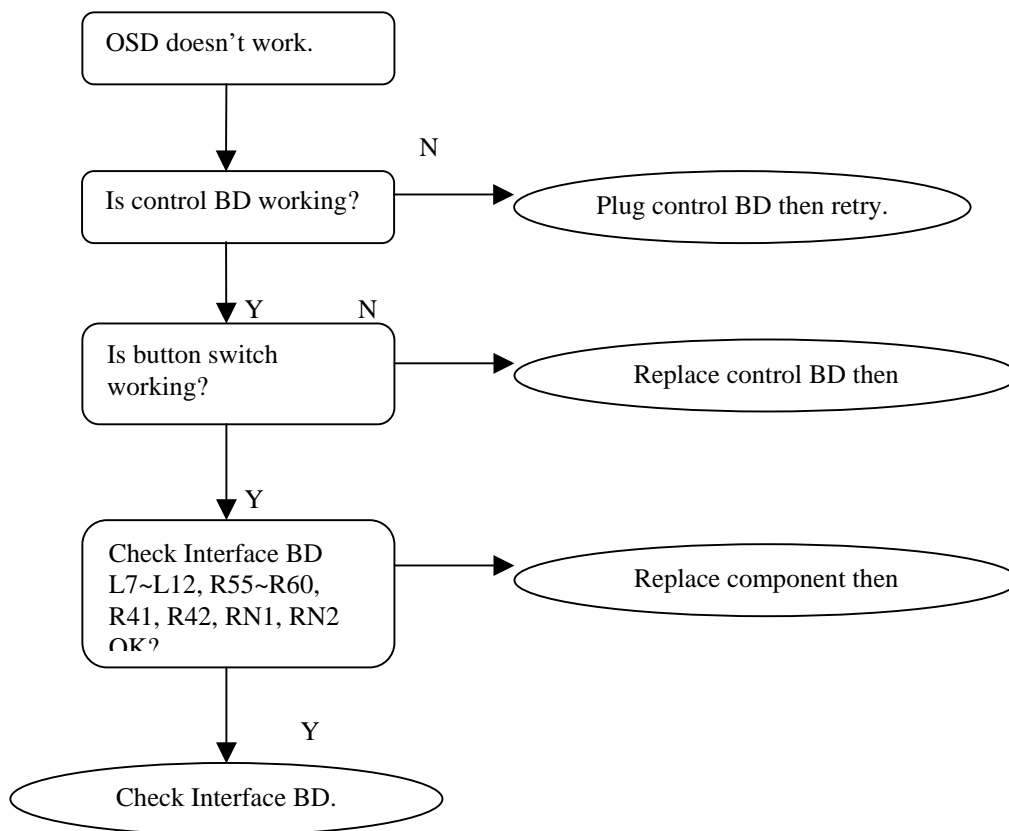 OSD doesn’t work.
N
Is control BD working?
Plug control BD then retry.
Y
N
Is button switch
working?
Replace control BD then
Y
Check Interface BD
L7~L12, R55~R60,
R41, R42, RN1, RN2
OK?
Replace component then
Y
Check Interface BD.